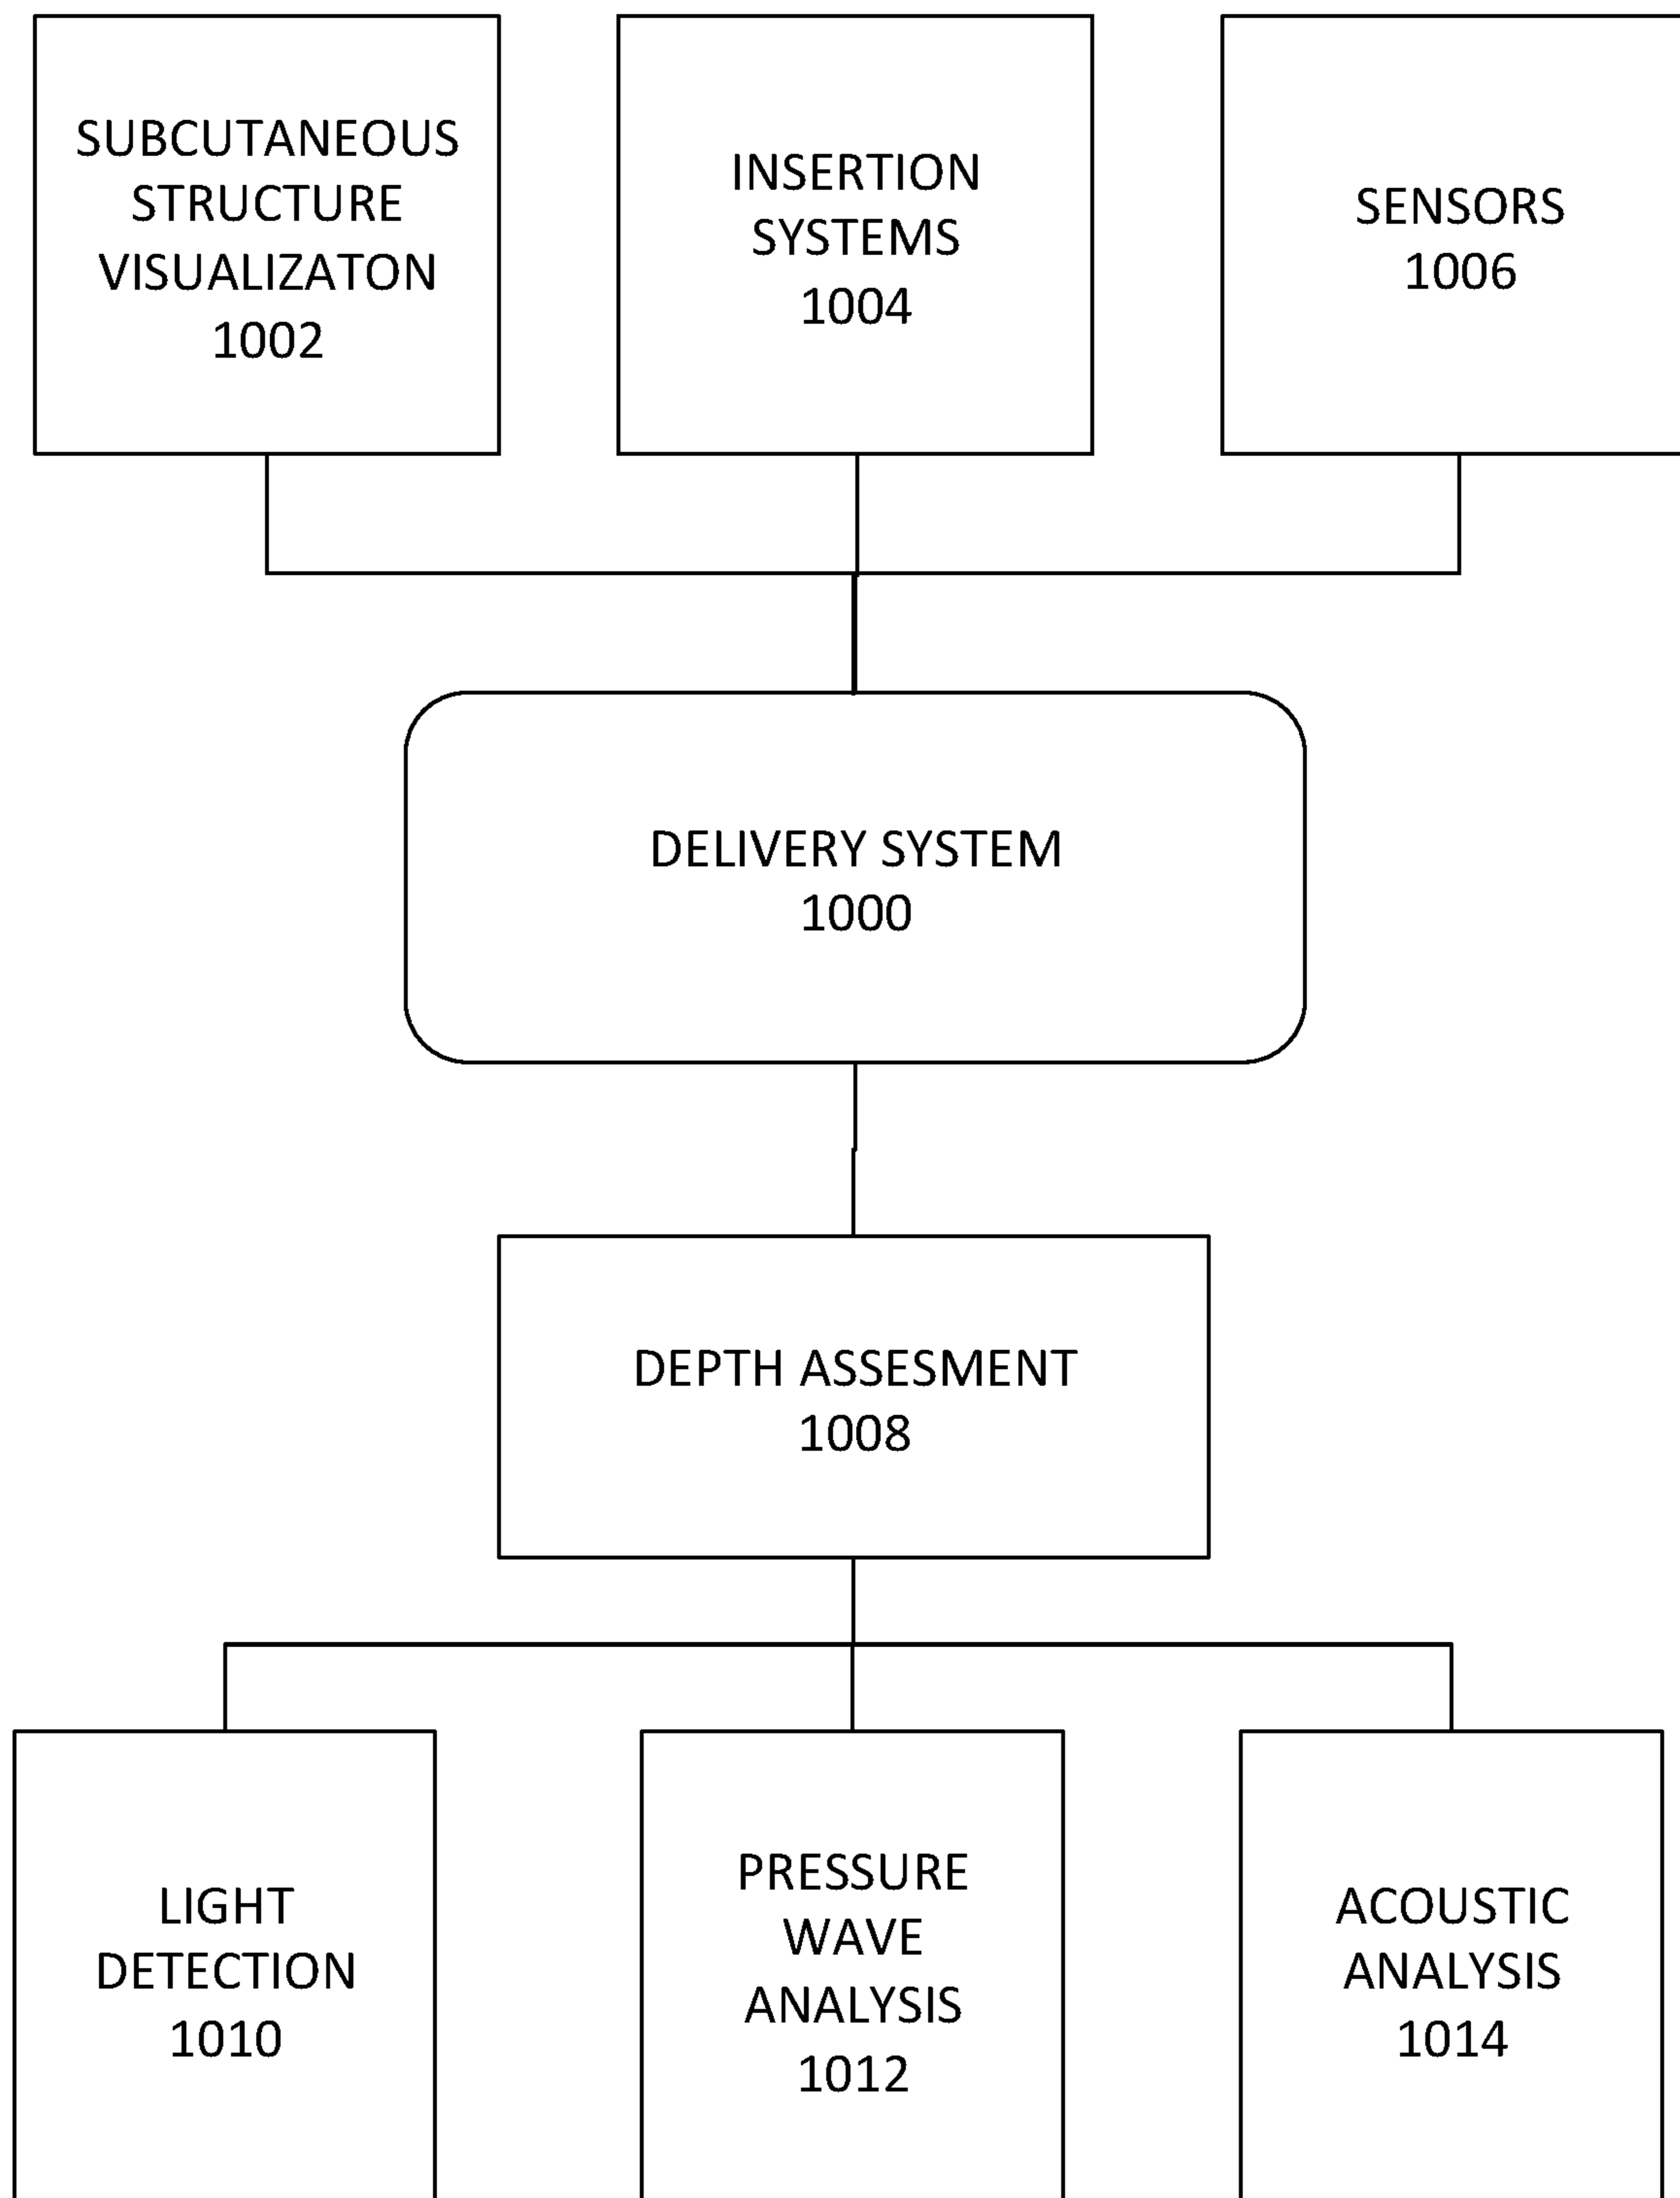 SUBCUTANEOUS
STRUCTURE
VISUALIZATON
1002
INSERTION
SYSTEMS
1004
SENSORS
1006
DELIVERY SYSTEM
1000
DEPTH ASSESMENT
1008
LIGHT
DETECTION
1010
PRESSURE
WAVE
ANALYSIS
1012
ACOUSTIC
ANALYSIS
1014